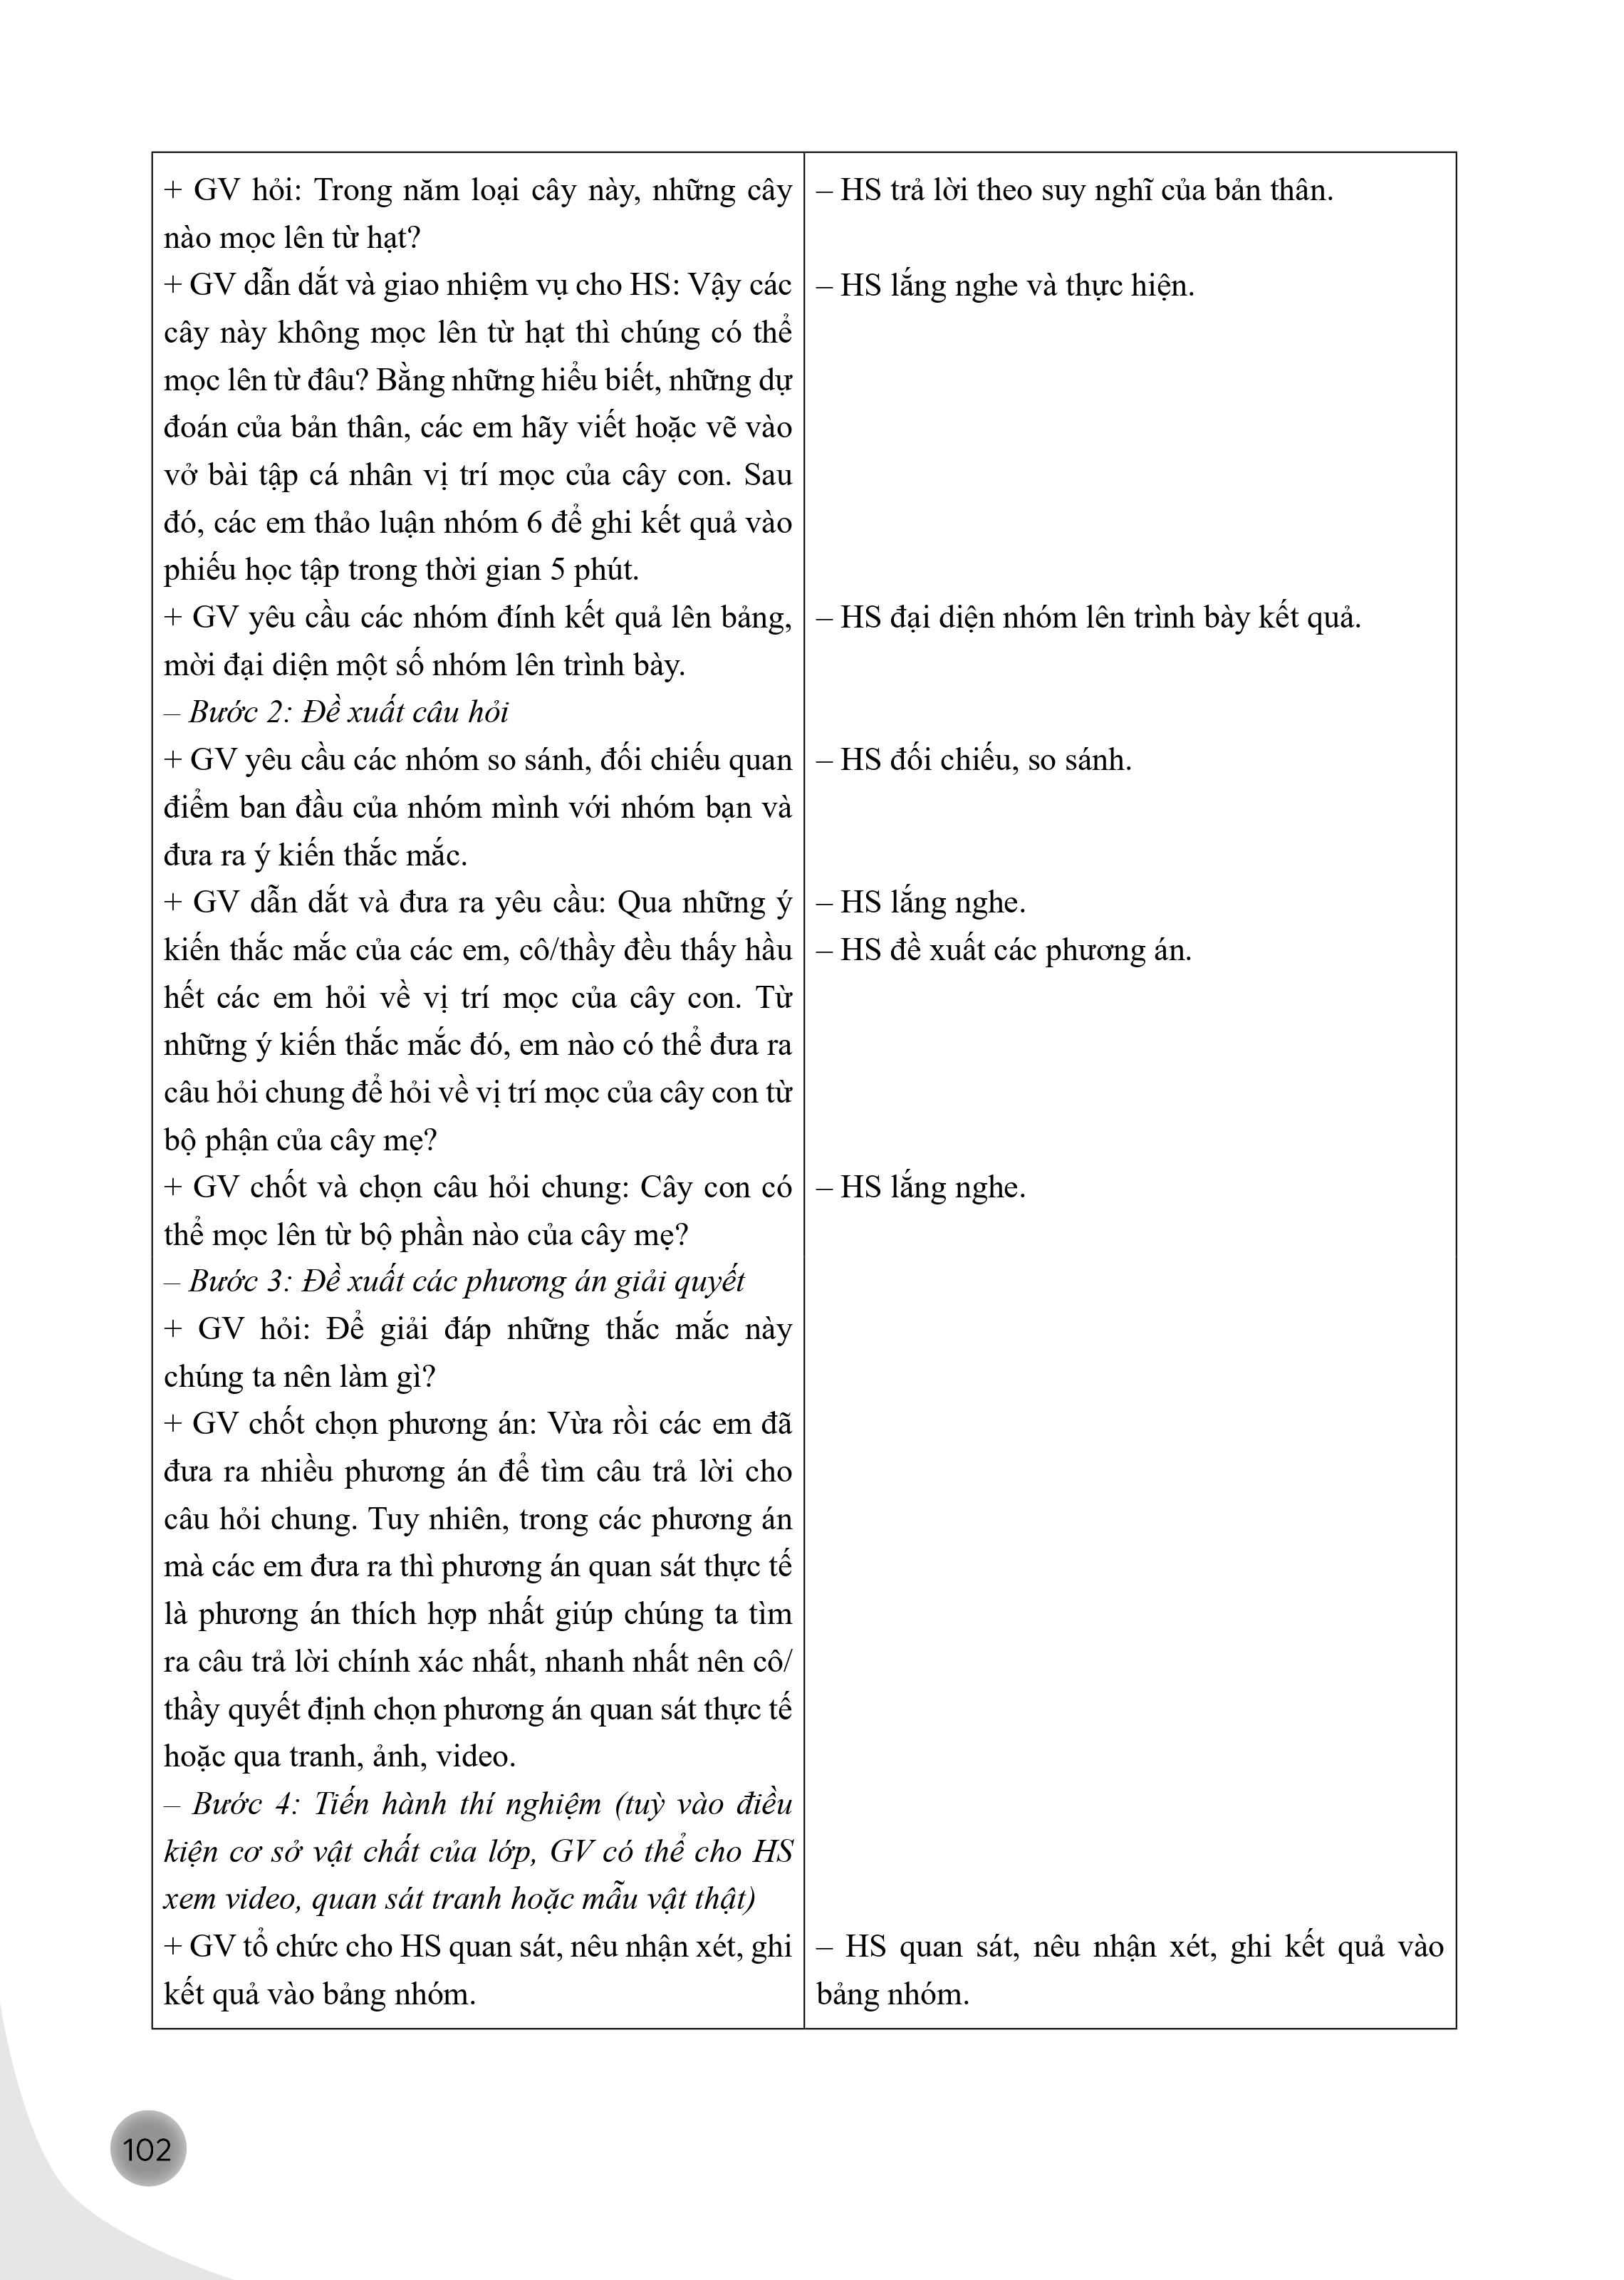 + GV hỏi: Trong năm loại cây này, những cây
nào mọc lên từ hạt?
+ GV dẫn dắt và giao nhiệm vụ cho HS: Vậy các
cây này không mọc lên từ hạt thì chúng có thể
mọc lên từ đâu? Bằng những hiểu biết, những dự
đoán của bản thân, các em hãy viết hoặc vẽ vào
vở bài tập cá nhân vị trí mọc của cây con. Sau
đó, các em thảo luận nhóm 6 để ghi kết quả vào
phiếu học tập trong thời gian 5 phút.
+ GV yêu cầu các nhóm đính kết quả lên bảng,
mời đại diện một số nhóm lên trình bày.
– Bước 2: Đề xuất câu hỏi
+ GV yêu cầu các nhóm so sánh, đối chiếu quan
điểm ban đầu của nhóm mình với nhóm bạn và
đưa ra ý kiến thắc mắc.
+ GV dẫn dắt và đưa ra yêu cầu: Qua những ý
kiến thắc mắc của các em, cô/thầy đều thấy hầu
hết các em hỏi về vị trí mọc của cây con. Từ
những ý kiến thắc mắc đó, em nào có thể đưa ra
câu hỏi chung để hỏi về vị trí mọc của cây con từ
bộ phận của cây mẹ?
+ GV chốt và chọn câu hỏi chung: Cây con có
thể mọc lên từ bộ phần nào của cây mẹ?
– Bước 3: Đề xuất các phương án giải quyết
+ GV hỏi: Để giải đáp những thắc mắc này
chúng ta nên làm gì?
+ GV chốt chọn phương án: Vừa rồi các em đã
đưa ra nhiều phương án để tìm câu trả lời cho
câu hỏi chung. Tuy nhiên, trong các phương án
mà các em đưa ra thì phương án quan sát thực tế
là phương án thích hợp nhất giúp chúng ta tìm
ra câu trả lời chính xác nhất, nhanh nhất nên cô/
thầy quyết định chọn phương án quan sát thực tế
hoặc qua tranh, ảnh, video.
– Bước 4: Tiến hành thí nghiệm (tuỳ vào điều
kiện cơ sở vật chất của lớp, GV có thể cho HS
xem video, quan sát tranh hoặc mẫu vật thật)
+ GV tổ chức cho HS quan sát, nêu nhận xét, ghi
kết quả vào bảng nhóm.
– HS trả lời theo suy nghĩ của bản thân.
– HS lắng nghe và thực hiện.
– HS đại diện nhóm lên trình bày kết quả.
– HS đối chiếu, so sánh.
– HS lắng nghe.
– HS đề xuất các phương án.
– HS lắng nghe.
– HS quan sát, nêu nhận xét, ghi kết quả vào
bảng nhóm.
102